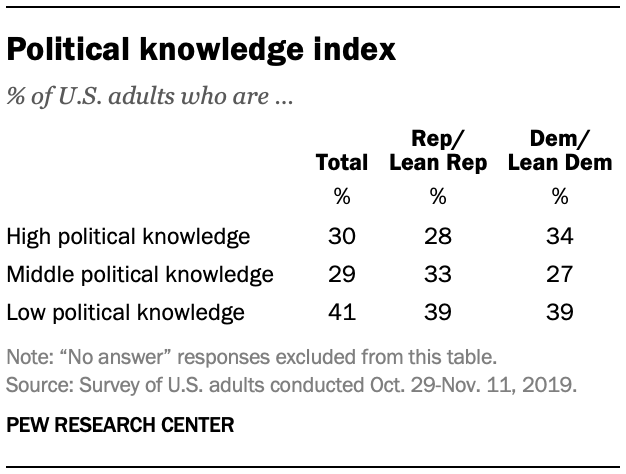 Political knowledge index
% of U.S. adults who are ...
Rep/ Dem/
Total Lean Rep Lean Dem
% % %
High political knowledge 30 28 34
Middle political knowledge 29 33 27
Low political knowledge 41 39 39
Note: “No answer” responses excluded from this table.
Source: Survey of U.S. adults conducted Oct. 29-Nov. 11, 2019.
PEW RESEARCH CENTER